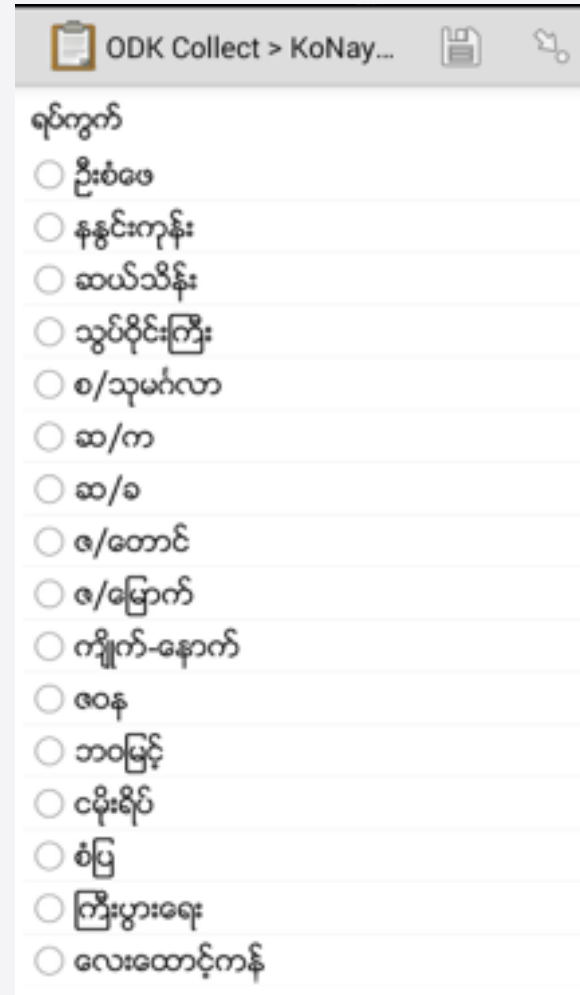 ODK Collect > KoNay...
ရပ်ကွက်
ဦးစံဖေ
နနွင်းကုန်း
ဆယ်သိန်း
သွပ်ဝိုင်းကြီး
စ/သုမင်္ဂလာ
ဆ/က
ဆ/ခ
ဇ/တောင်
ဇ/မြောက်
ကျိုက်-နောက်
ဇဝန
ဘဝမြင့်
ငမိုးရိပ်
စံပြ
ကြီးပွားရေး
လေးထောင့်ကန်